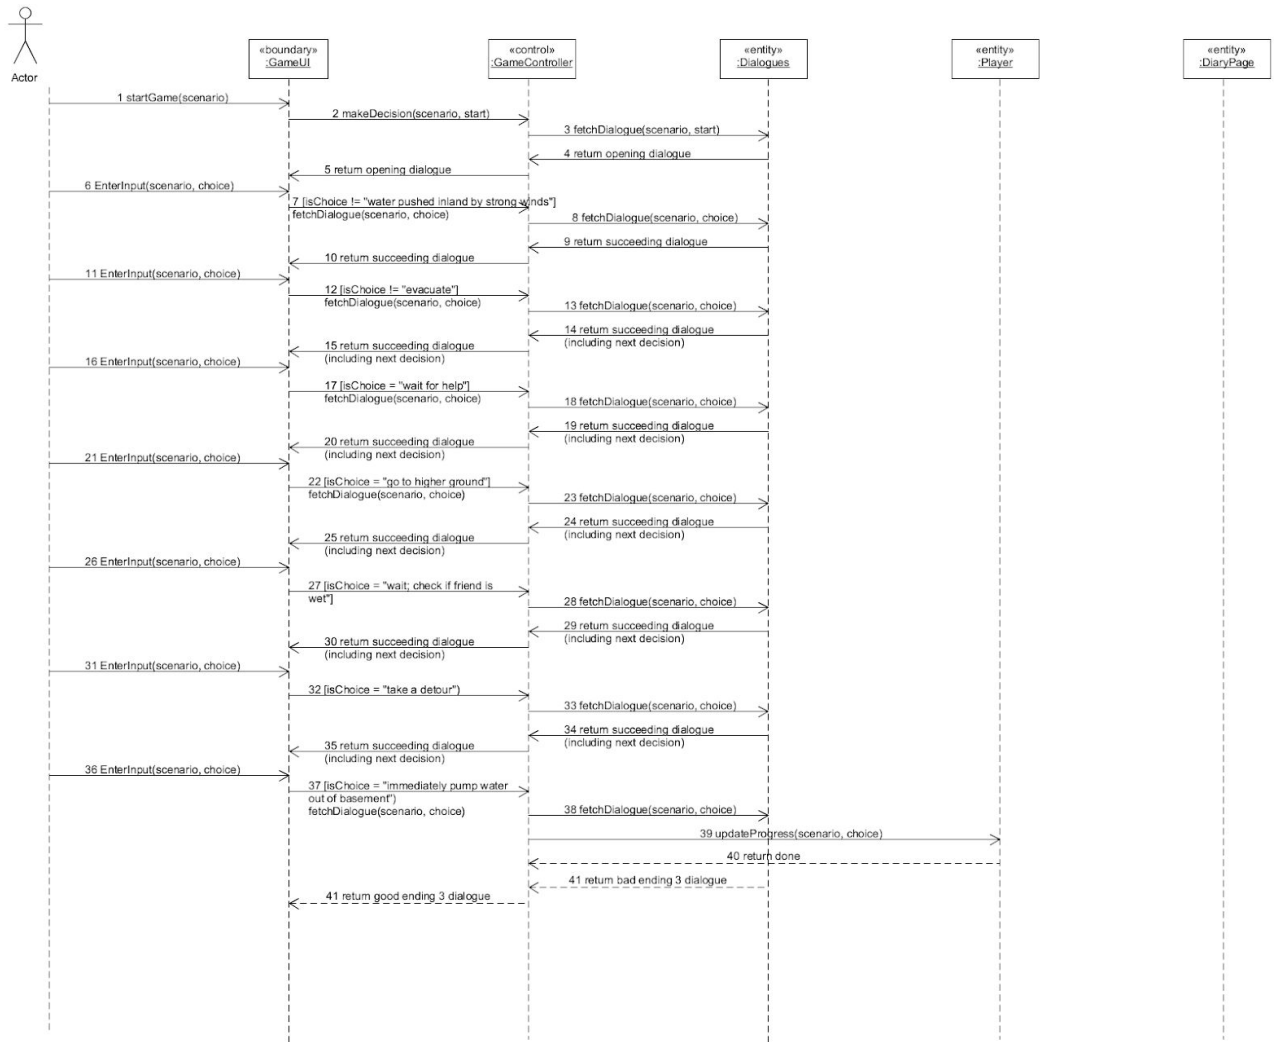 Actor
«boundary»
:GameUI
«control»
:GameController
«entity»
:Dialogues
«entity»
:Player
«entity»
:DiaryPage
1 startGame(scenario)
2 makeDecision(scenario, start)
3 fetchDialogue(scenario, start)
4 return opening dialogue
5 return opening dialogue
6 EnterInput(scenario, choice)
7 [isChoice != "water pushed inland by strong winds"]
fetchDialogue(scenario, choice)
8 fetchDialogue(scenario, choice)
9 return succeeding dialogue
10 return succeeding dialogue
11 EnterInput(scenario, choice)
12 [isChoice != "evacuate"]
fetchDialogue(scenario, choice)
13 fetchDialogue(scenario, choice)
14 return succeeding dialogue
(including next decision)
15 return succeeding dialogue
(including next decision)
16 EnterInput(scenario, choice)
17 [isChoice = "wait for help"]
fetchDialogue(scenario, choice)
18 fetchDialogue(scenario, choice)
19 return succeeding dialogue
(including next decision)
20 return succeeding dialogue
(including next decision)
21 EnterInput(scenario, choice)
22 [isChoice = "go to higher ground"]
fetchDialogue(scenario, choice)
23 fetchDialogue(scenario, choice)
24 return succeeding dialogue
(including next decision)
25 return succeeding dialogue
(including next decision)
26 EnterInput(scenario, choice)
27 [isChoice = "wait; check if friend is
wet"]
28 fetchDialogue(scenario, choice)
29 return succeeding dialogue
(including next decision)
30 return succeeding dialogue
(including next decision)
31 EnterInput(scenario, choice)
32 [isChoice = "take a detour")
33 fetchDialogue(scenario, choice)
34 return succeeding dialogue
(including next decision)
35 return succeeding dialogue
(including next decision)
36 EnterInput(scenario, choice)
37 [isChoice = "immediately pump water
out of basement")
fetchDialogue(scenario, choice)
38 fetchDialogue(scenario, choice)
39 updateProgress(scenario, choice)
40 return done
41 return bad ending 3 dialogue
41 return good ending 3 dialogue